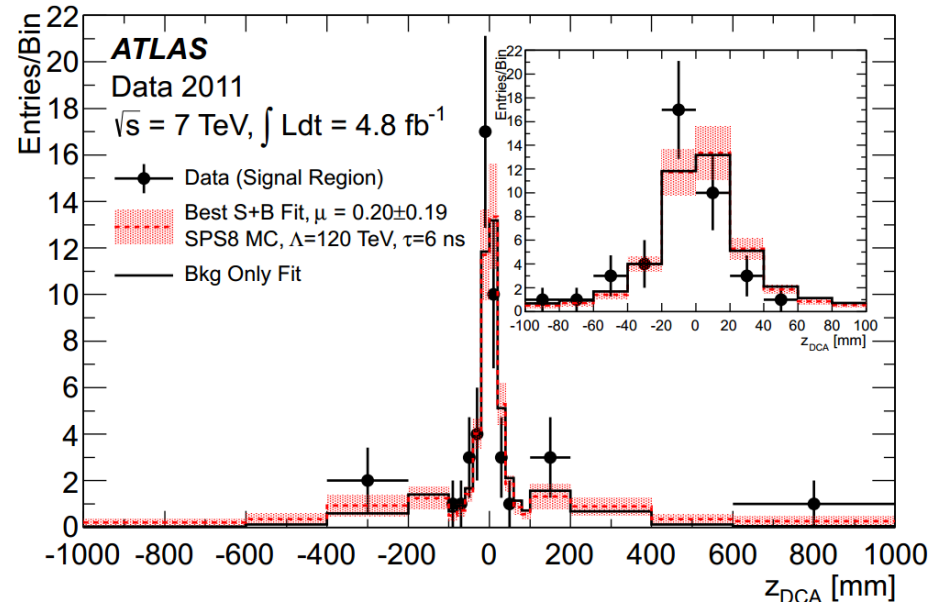 Entries/Bin
22
20
18
16
14
12
10
8
6
4
2
0
ATLAS
Data 2011
√s = 7 TeV, ∫ Ldt = 4.8 fb⁻¹
Data (Signal Region)
Best S+B Fit, μ = 0.20±0.19
SPS8 MC, Λ=120 TeV, τ=6 ns
Bkg Only Fit
Entries/Bin
22
20
18
16
14
12
10
8
6
4
2
0
-100 -80 -60 -40 -20 0 20 40 60 80 100
z_DCA [mm]
-1000 -800 -600 -400 -200 0 200 400 600 800 1000
z_DCA [mm]